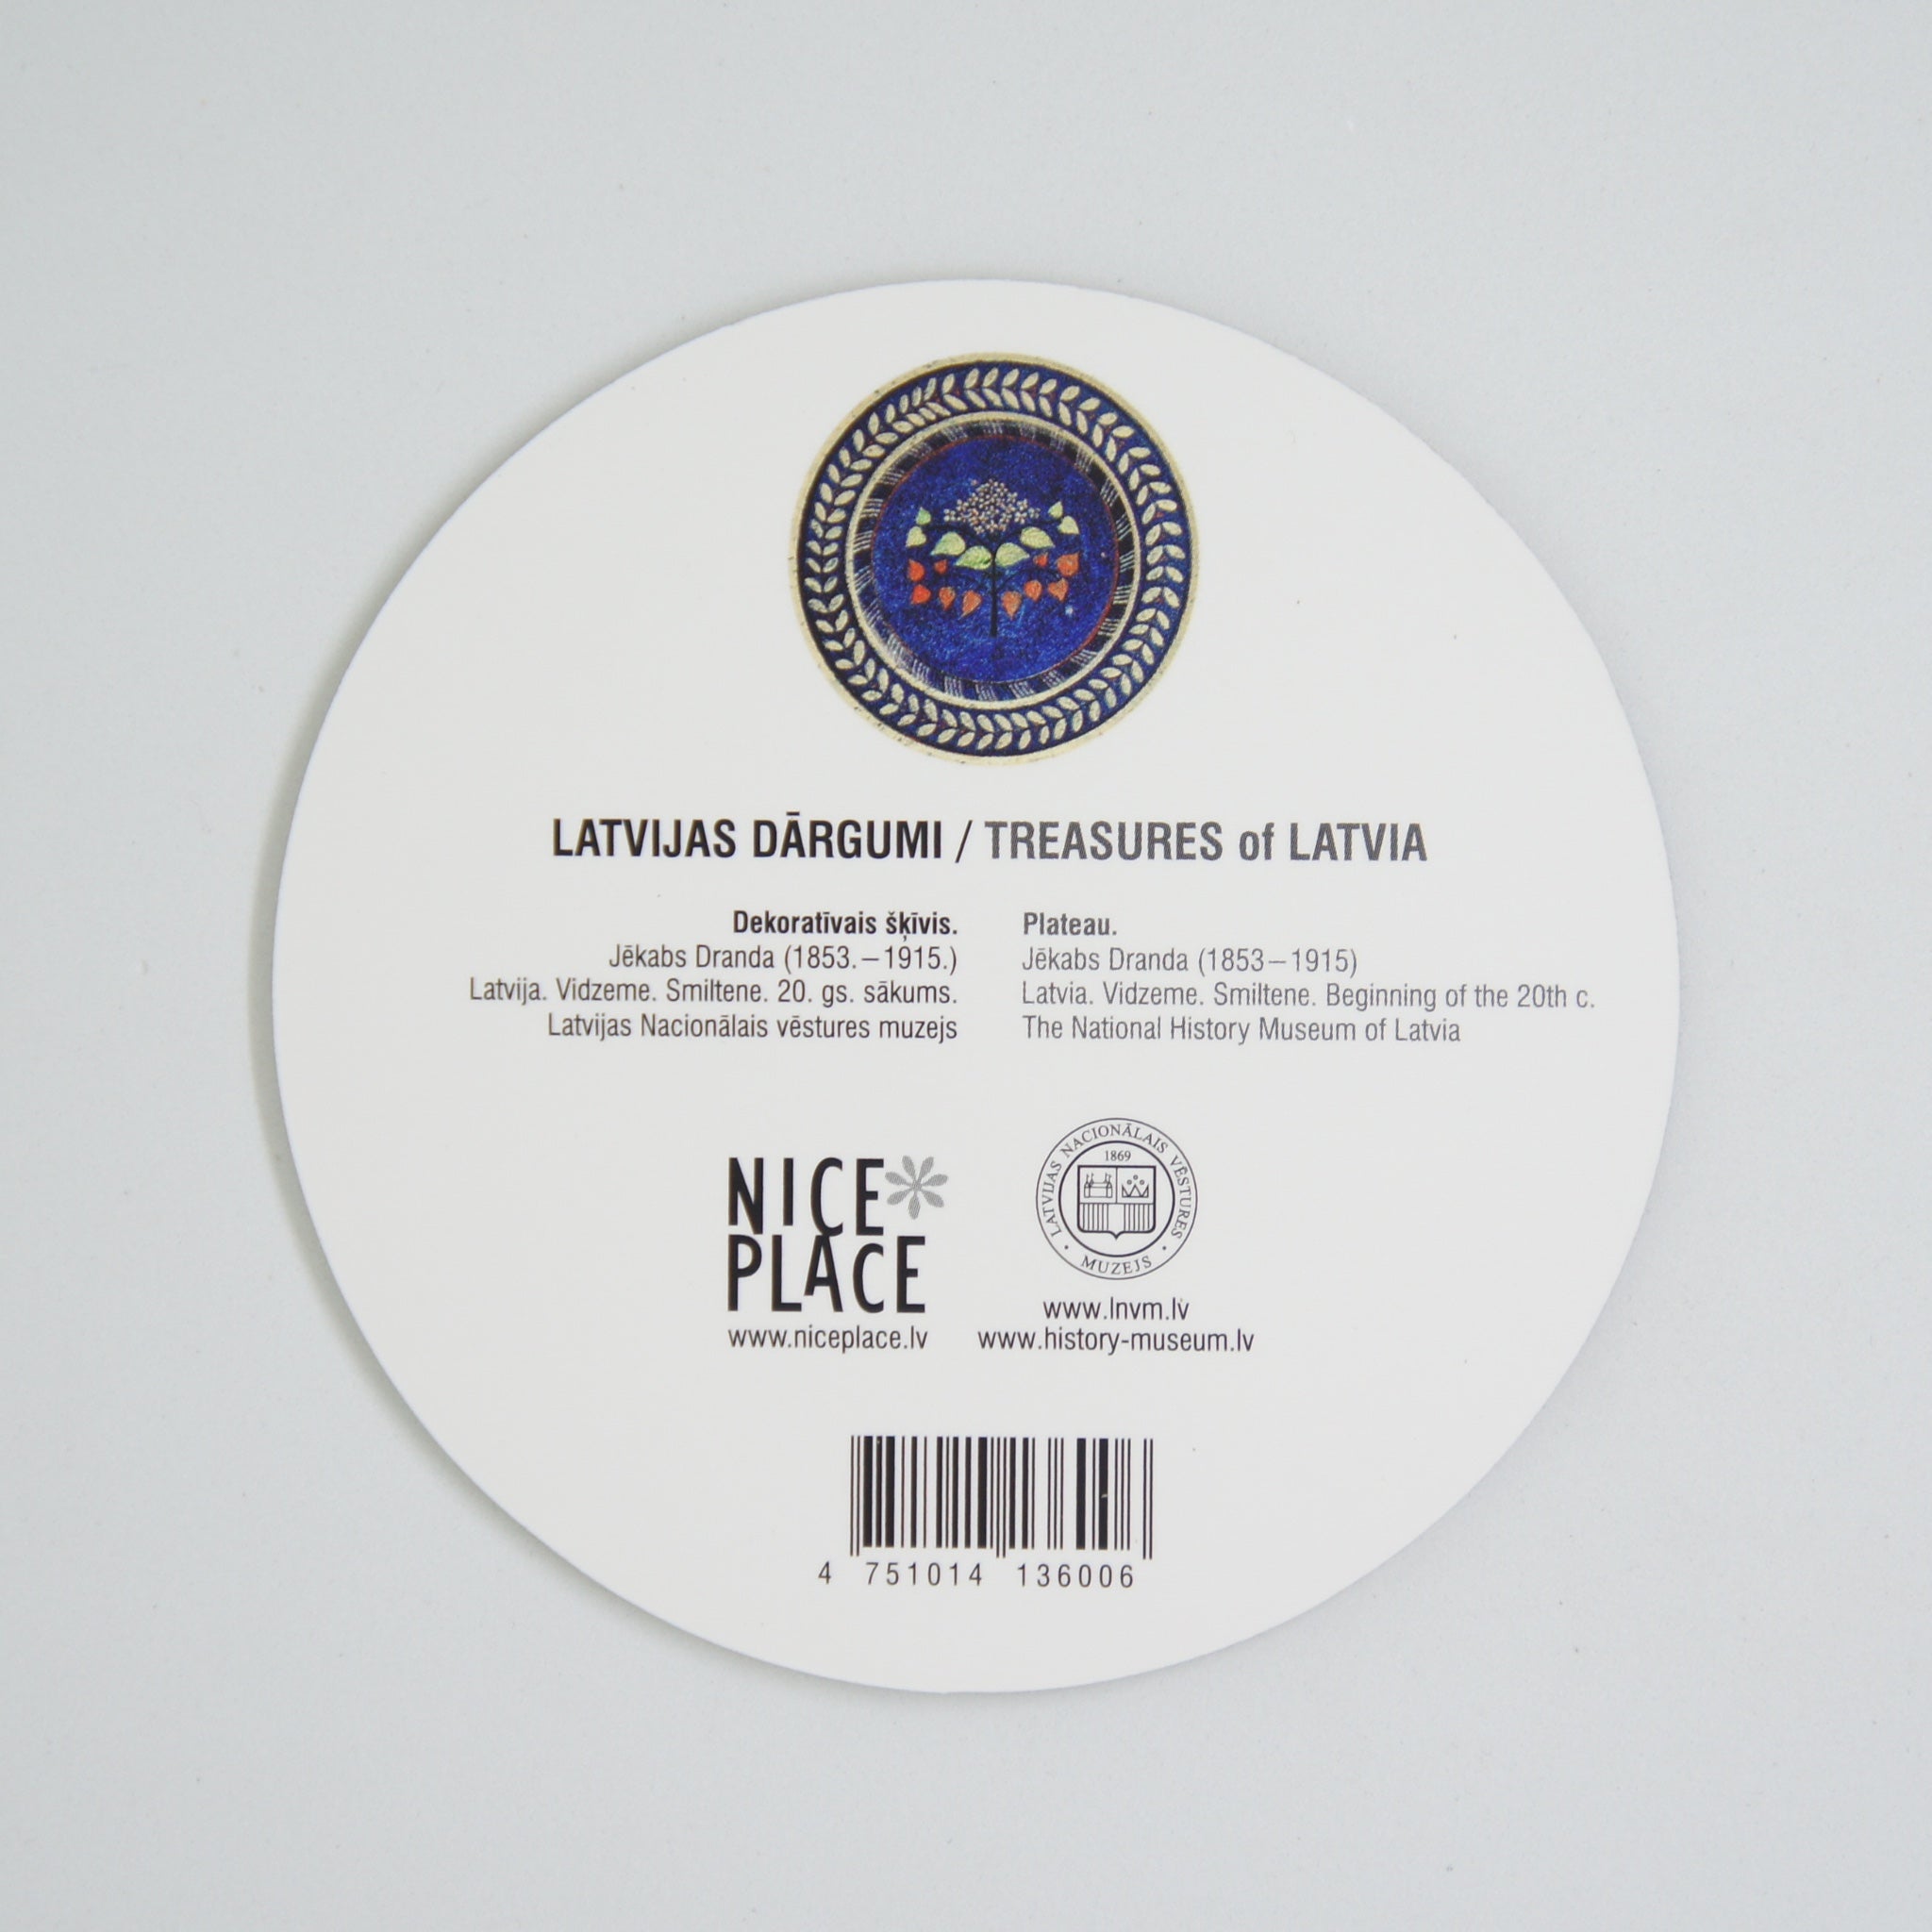 LATVIJAS DĀRGUMI / TREASURES of LATVIA
Dekoratīvais šķīvis.
Jēkabs Dranda (1853.–1915.)
Latvija. Vidzeme. Smiltene. 20. gs. sākums.
Latvijas Nacionālais vēstures muzejs
Plateau.
Jēkabs Dranda (1853–1915)
Latvia. Vidzeme. Smiltene. Beginning of the 20th c.
The National History Museum of Latvia
NICE
PLACE
www.niceplace.lv
LATVIJAS NACIONĀLAIS VĒSTURES
1869
MUZEJS
www.lnvm.lv
www.history-museum.lv
4 751014 136006